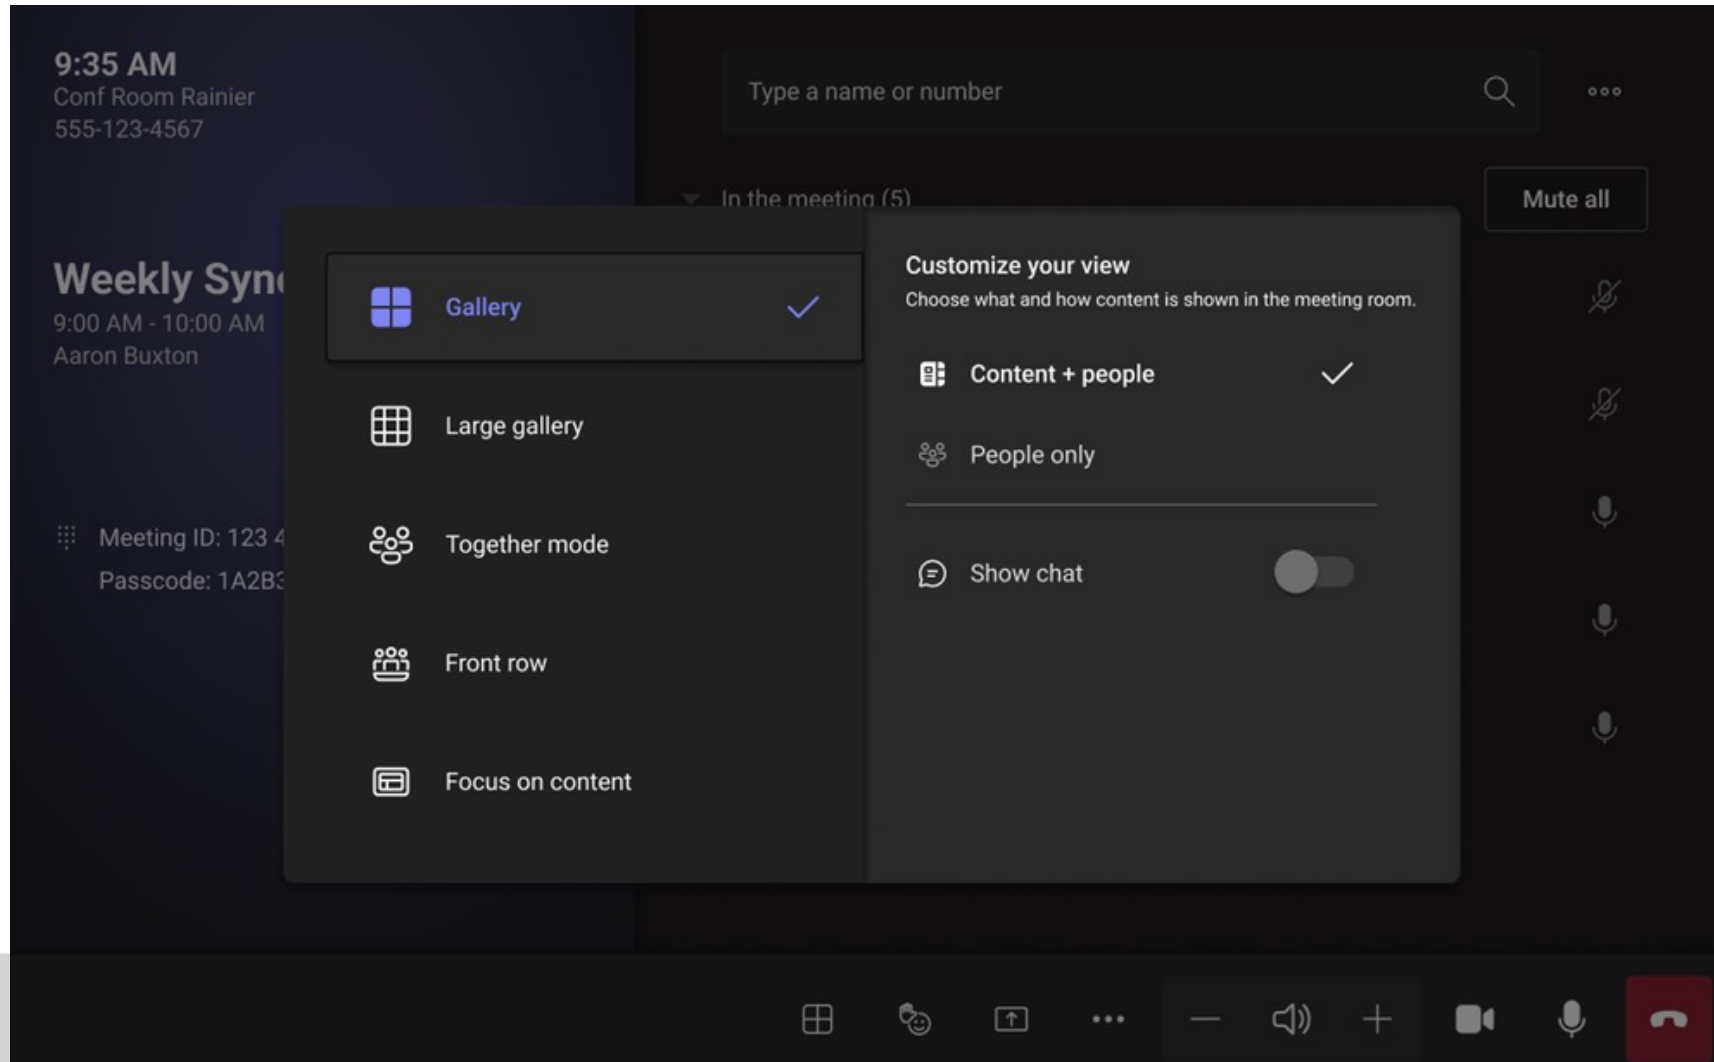 9:35 AM
Conf Room Rainier
555-123-4567
Type a name or number
In the meeting (5)
Mute all
Weekly
9:00 AM - 10:00 AM
Aaron Buxton
Meeting ID: 123
Passcode:
Gallery
Large gallery
Together mode
Front row
Focus on content
Customize your view
Choose what and how content is shown in the meeting room.
Content + people
People only
Show chat